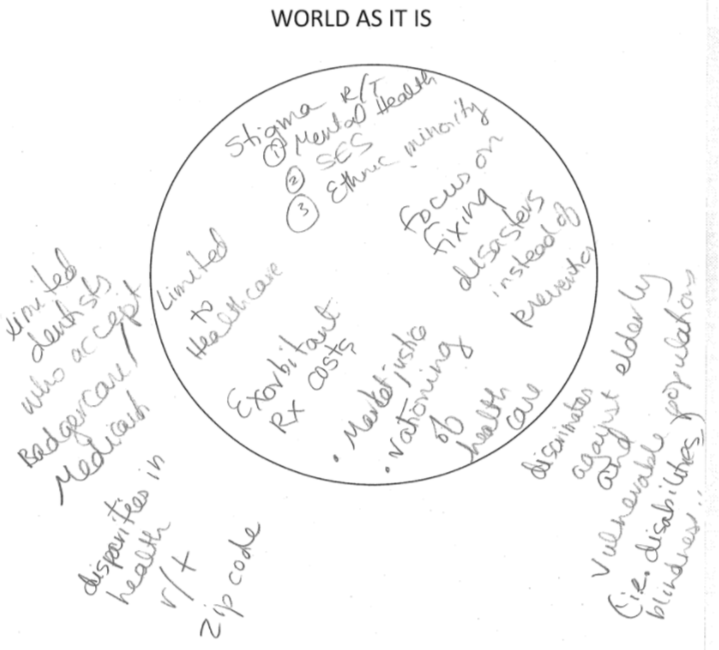 WORLD AS IT IS
Stigma R/T
① Mental Health
② SES
③ Ethnic minority
focus on
fixing
disasters
instead of
prevention
Limited
to
Healthcare
Exorbitant
Rx costs
• Market justice
• rationing
of
health
care
limited
dentists
who accept
Badgercare/
Medicaid
disparities in
health
r/t
zip code
discriminates
against elderly
and
Vulnerable populations
(i.e. disabilities,
blindness..)